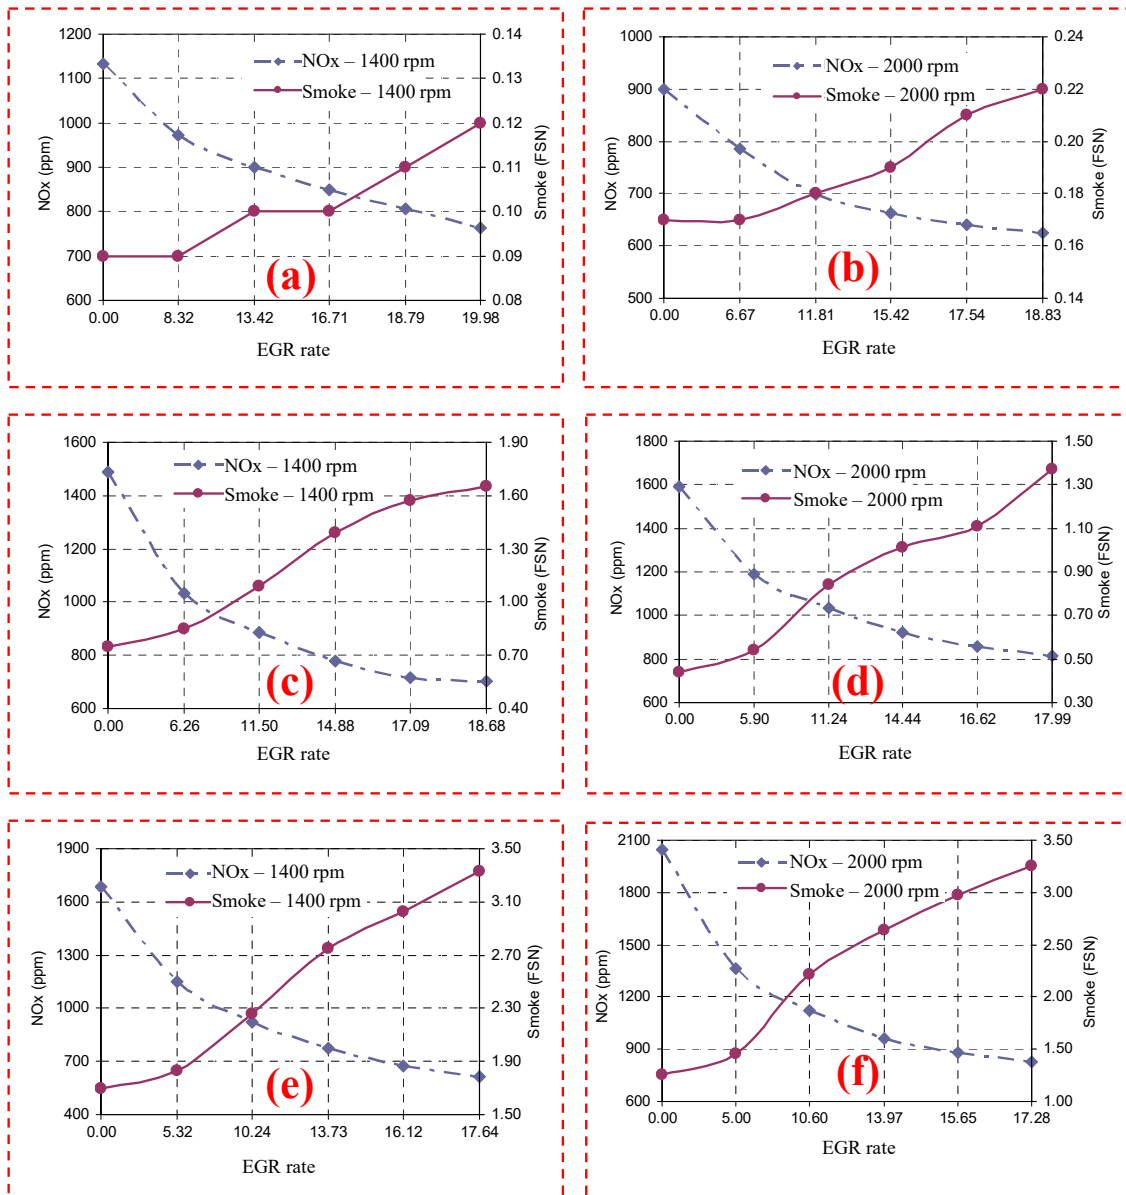 1200
1100
1000
900
800
700
600
NOx (ppm)
NOx – 1400 rpm
Smoke – 1400 rpm
0.14
0.13
0.12
0.11
0.10
0.09
0.08
Smoke (FSN)
(a)
0.00 8.32 13.42 16.71 18.79 19.98
EGR rate
1000
900
800
700
600
500
NOx (ppm)
NOx – 2000 rpm
Smoke – 2000 rpm
0.24
0.22
0.20
0.18
0.16
0.14
Smoke (FSN)
(b)
0.00 6.67 11.81 15.42 17.54 18.83
EGR rate
1600
1400
1200
1000
800
600
NOx (ppm)
NOx – 1400 rpm
Smoke – 1400 rpm
1.90
1.60
1.30
1.00
0.70
0.40
Smoke (FSN)
(c)
0.00 6.26 11.50 14.88 17.09 18.68
EGR rate
1800
1600
1400
1200
1000
800
600
NOx (ppm)
NOx – 2000 rpm
Smoke – 2000 rpm
1.50
1.30
1.10
0.90
0.70
0.50
0.30
Smoke (FSN)
(d)
0.00 5.90 11.24 14.44 16.62 17.99
EGR rate
1900
1600
1300
1000
700
400
NOx (ppm)
NOx – 1400 rpm
Smoke – 1400 rpm
3.50
3.10
2.70
2.30
1.90
1.50
Smoke (FSN)
(e)
0.00 5.32 10.24 13.73 16.12 17.64
EGR rate
2100
1800
1500
1200
900
600
NOx (ppm)
NOx – 2000 rpm
Smoke – 2000 rpm
3.50
3.00
2.50
2.00
1.50
1.00
Smoke (FSN)
(f)
0.00 5.00 10.60 13.97 15.65 17.28
EGR rate